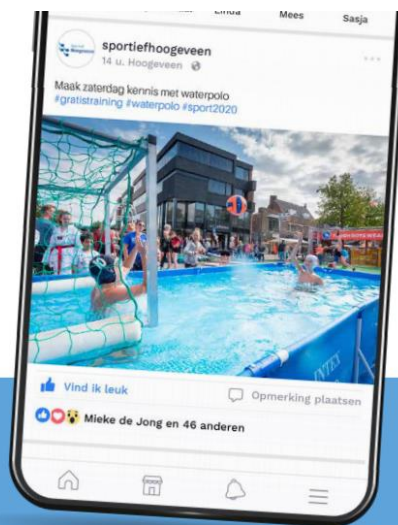 Linda Mees Sasja
sportiefhoogeveen
14 u. Hoogeveen
Maak zaterdag kennis met waterpolo
#gratistraining #waterpolo #sport2020
INTEX
Vind ik leuk
Opmerking plaatsen
Mieke de Jong en 46 anderen